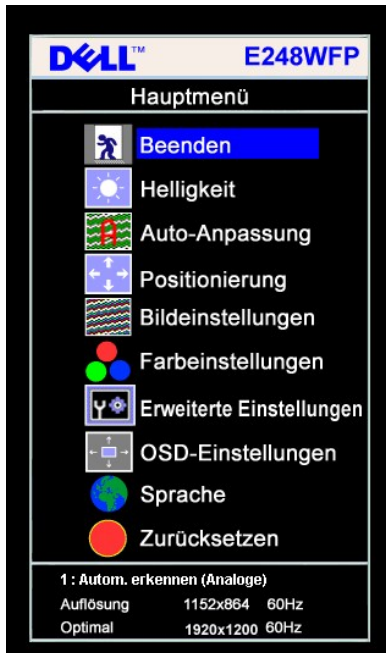 DELL™ E248WFP
Hauptmenü
Beenden
Helligkeit
Auto-Anpassung
Positionierung
Bildeinstellungen
Farbeinstellungen
Erweiterte Einstellungen
OSD-Einstellungen
Sprache
Zurücksetzen
1 : Autom. erkennen (Analoge)
Auflösung 1152x864 60Hz
Optimal 1920x1200 60Hz